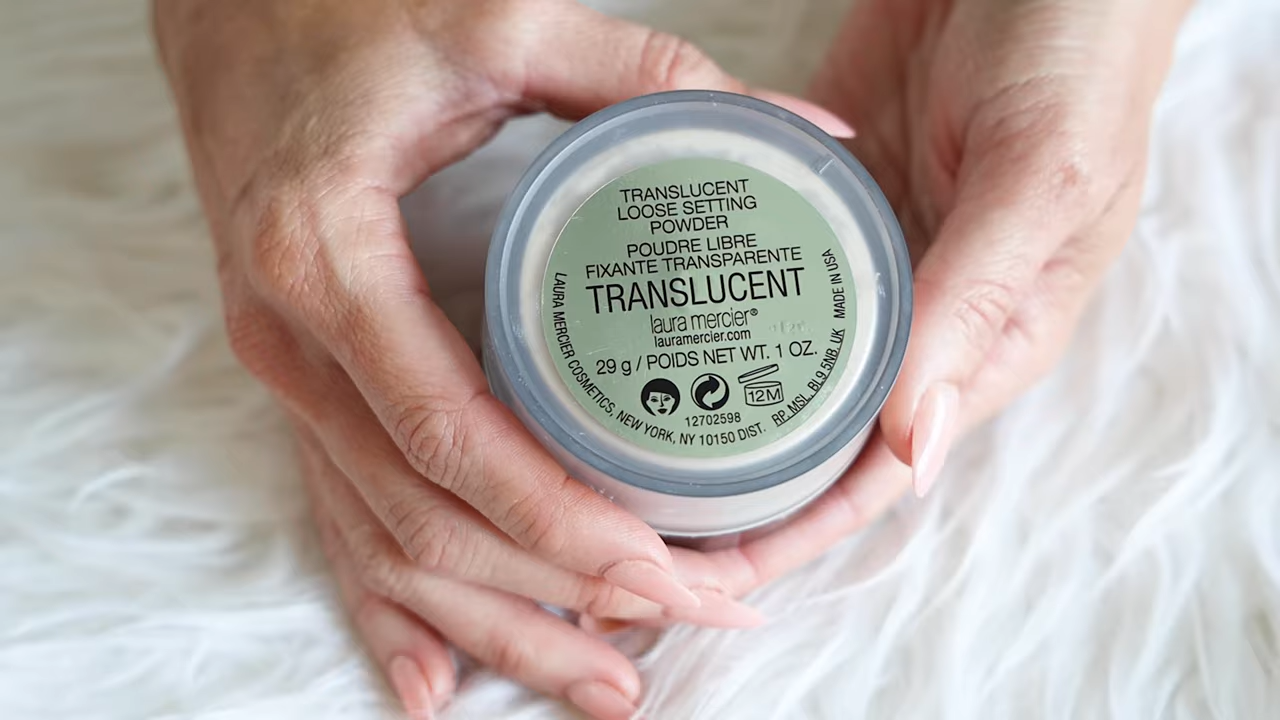 TRANSLUCENT
LOOSE SETTING
POWDER
POUDRE LIBRE
FIXANTE TRANSPARENTE
TRANSLUCENT
laura mercier®
lauramercier.com
29 g / POIDS NET WT. 1 OZ.
12M
12702598
LAURA MERCIER COSMETICS, NEW YORK, NY 10150 DIST. RP. MSL. BL9 5NB. UK MADE IN USA